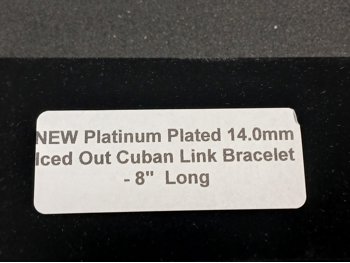 NEW Platinum Plated 14.0mm
Iced Out Cuban Link Bracelet
- 8" Long